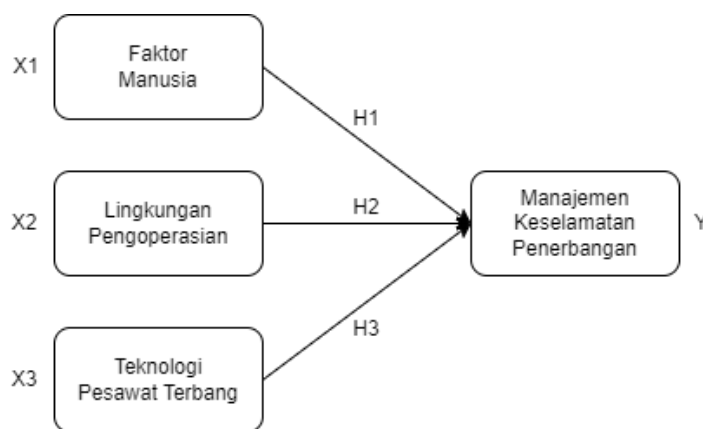 X1
Faktor
Manusia
H1
X2
Lingkungan
Pengoperasian
H2
Manajemen
Keselamatan
Penerbangan
Y
H3
X3
Teknologi
Pesawat Terbang